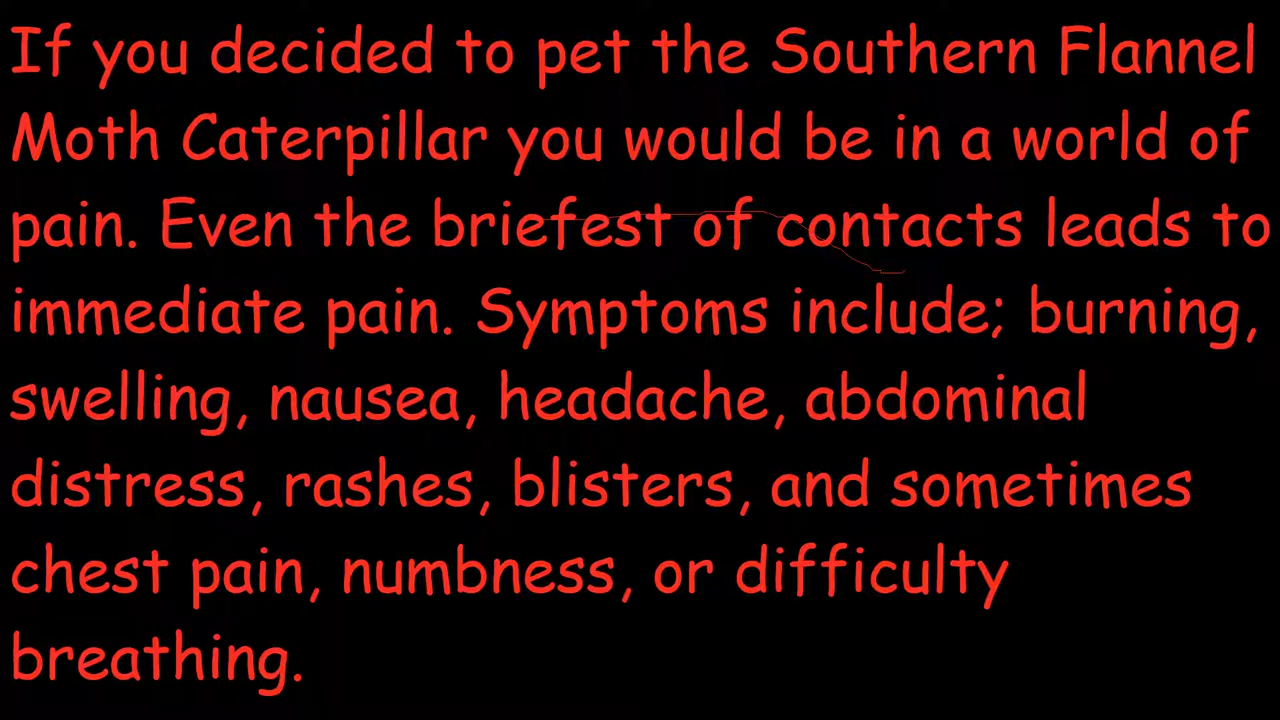 If you decided to pet the Southern Flannel
Moth Caterpillar you would be in a world of
pain. Even the briefest of contacts leads to
immediate pain. Symptoms include; burning,
swelling, nausea, headache, abdominal
distress, rashes, blisters, and sometimes
chest pain, numbness, or difficulty
breathing.